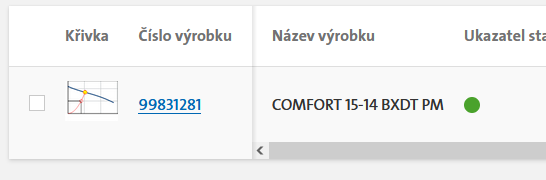 Křivka Číslo výrobku Název výrobku Ukazatel sta
99831281 COMFORT 15-14 BXDT PM